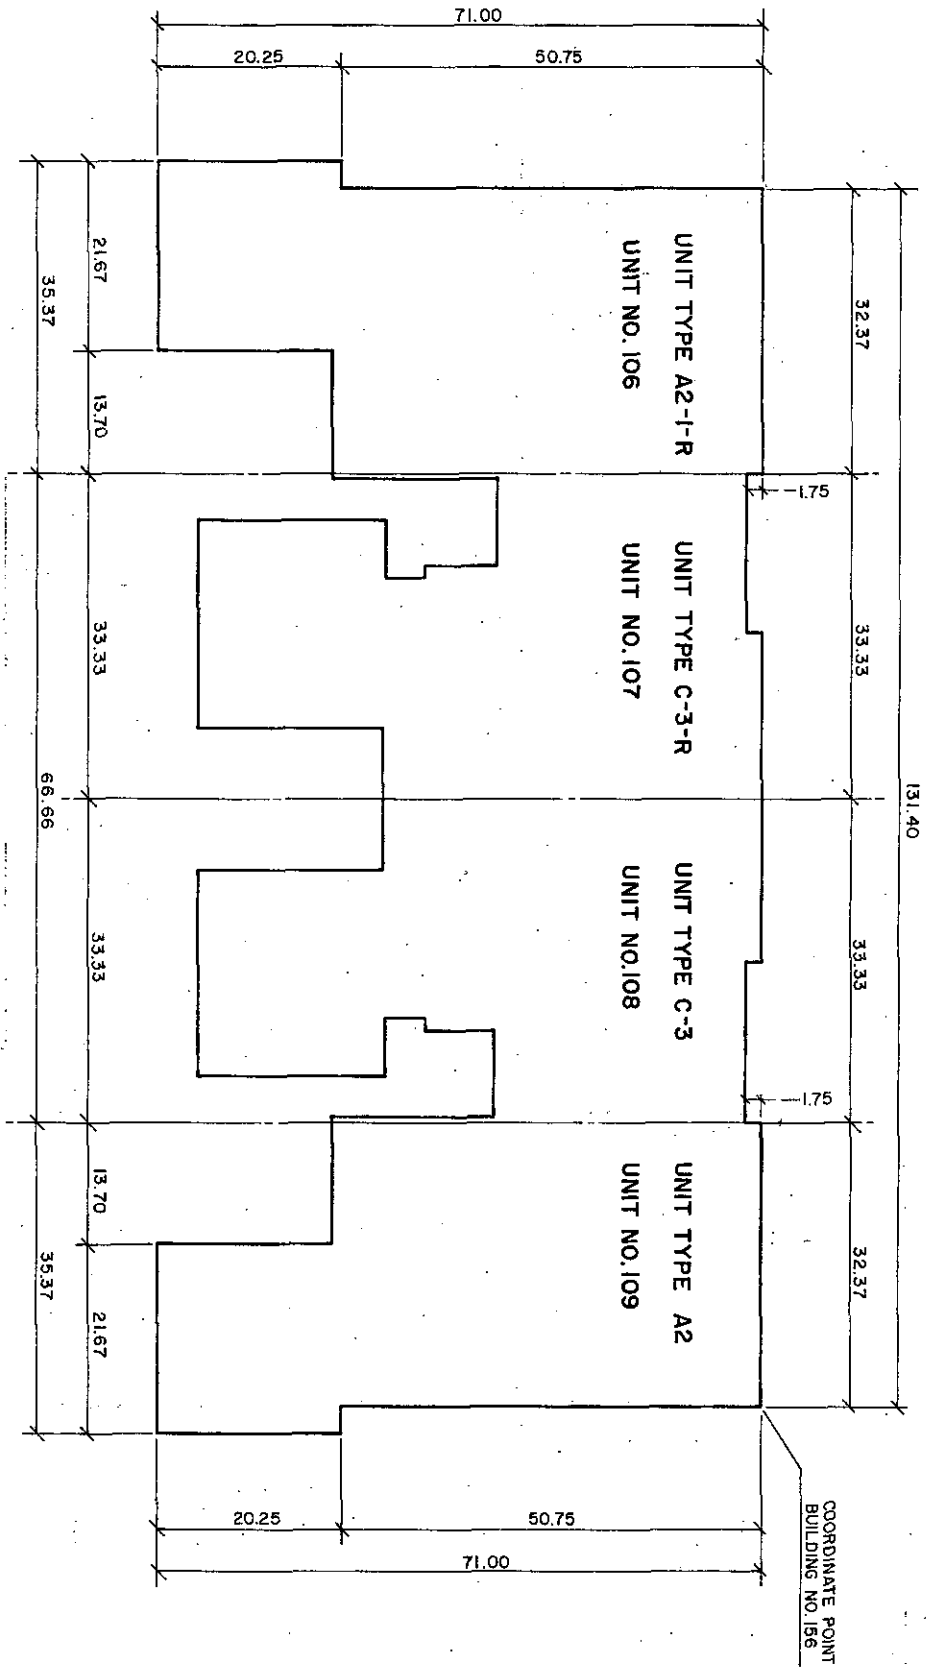 71.00
20.25
50.75
131.40
32.37
33.33
33.33
32.37
1.75
1.75
UNIT TYPE A2-1-R
UNIT NO. 106
UNIT TYPE C-3-R
UNIT NO. 107
UNIT TYPE C-3
UNIT NO. 108
UNIT TYPE A2
UNIT NO. 109
21.67
13.70
33.33
33.33
13.70
21.67
35.37
66.66
35.37
20.25
50.75
71.00
COORDINATE POINT
BUILDING NO. 156